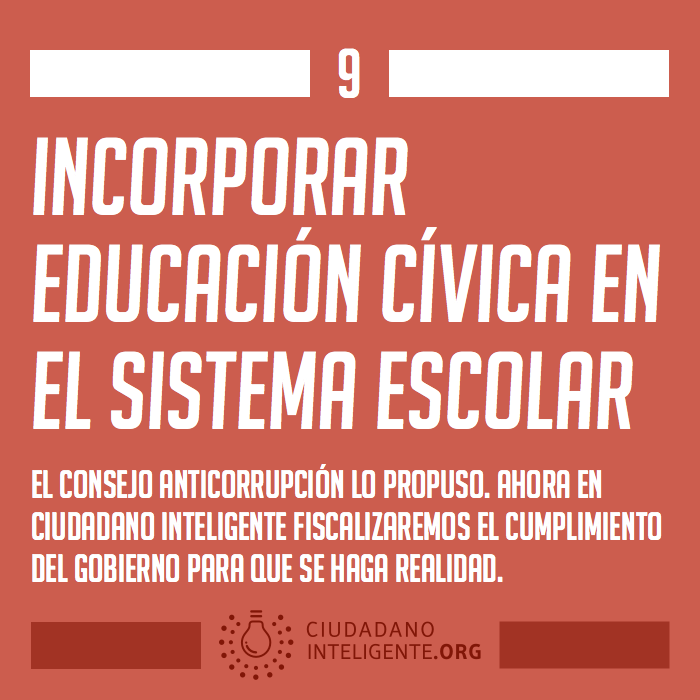 9
INCORPORAR
EDUCACIÓN CÍVICA EN
EL SISTEMA ESCOLAR
EL CONSEJO ANTICORRUPCIÓN LO PROPUSO. AHORA EN
CIUDADANO INTELIGENTE FISCALIZAREMOS EL CUMPLIMIENTO
DEL GOBIERNO PARA QUE SE HAGA REALIDAD.
CIUDADANO
INTELIGENTE.ORG